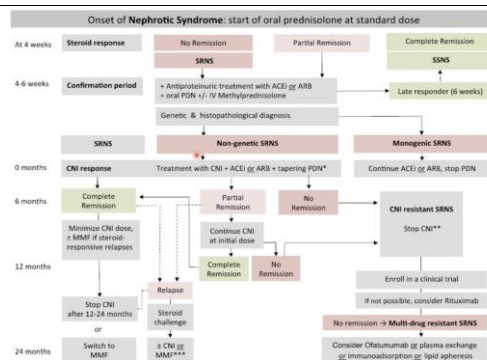 Onset of Nephrotic Syndrome: start of oral prednisolone at standard dose
At 4 weeks
Steroid response
No Remission
Partial Remission
Complete Remission
SRNS
SSNS
4-6 weeks
Confirmation period
+ Antiproteinuric treatment with ACEi or ARB
+ oral PDN +/- IV Methylprednisolone
Late responder (6 weeks)
Genetic & histopathological diagnosis
SRNS
Non-genetic SRNS
Monogenic SRNS
0 months
CNI response
Treatment with CNI + ACEi or ARB + tapering PDN*
Continue ACEi or ARB, stop PDN
6 months
Complete
Remission
Partial
Remission
No
Remission
CNI resistant SRNS
Stop CNI**
Minimize CNI dose,
± MMF if steroid-
responsive relapses
Continue CNI
at initial dose
12 months
Complete
Remission
No
Remission
Enroll in a clinical trial
Relapse
If not possible, consider Rituximab
Stop CNI
after 12-24 months
Steroid
challenge
No remission → Multi-drug resistant SRNS
or
± CNI or
MMF***
24 months
Switch to
MMF
Consider Ofatumumab or plasma exchange
or immunoadsorption or lipid apheresis